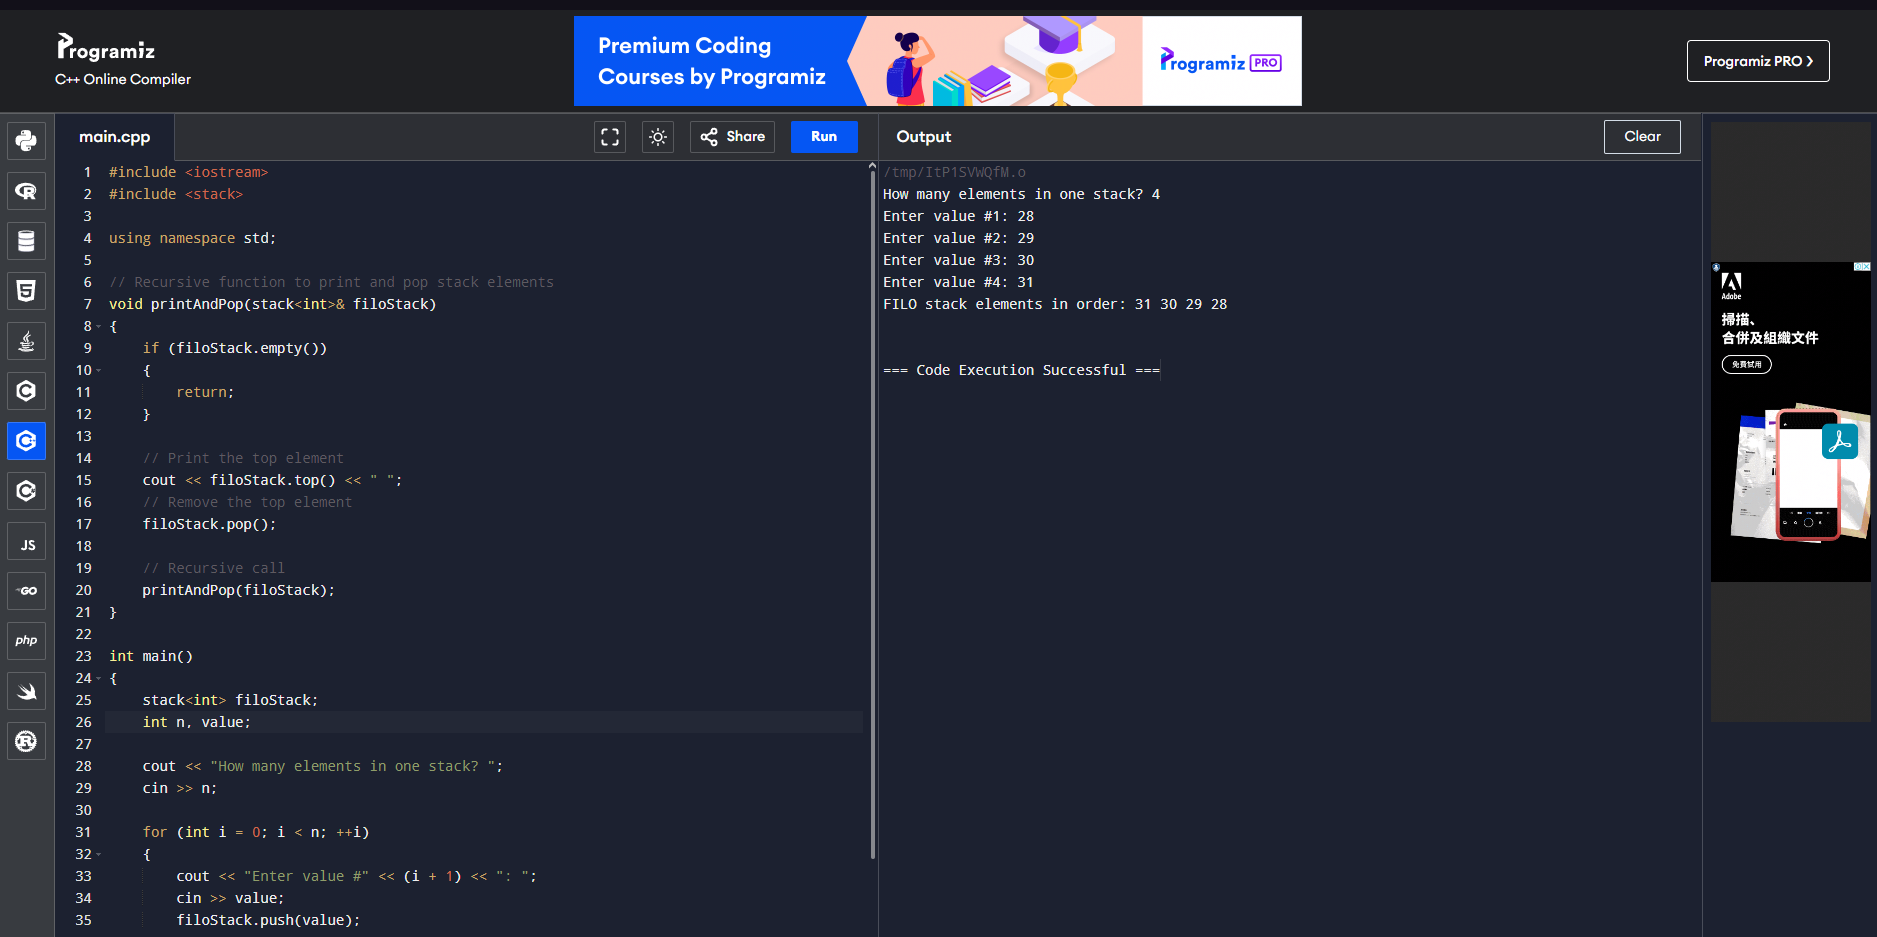 Programiz
C++ Online Compiler
Premium Coding
Courses by Programiz
Programiz PRO
Programiz PRO ❯
main.cpp
Share
Run
Output
Clear
1 #include <iostream>
2 #include <stack>
3
4 using namespace std;
5
6 // Recursive function to print and pop stack elements
7 void printAndPop(stack<int>& filoStack)
8 {
9     if (filoStack.empty())
10     {
11         return;
12     }
13
14     // Print the top element
15     cout << filoStack.top() << " ";
16     // Remove the top element
17     filoStack.pop();
18
19     // Recursive call
20     printAndPop(filoStack);
21 }
22
23 int main()
24 {
25     stack<int> filoStack;
26     int n, value;
27
28     cout << "How many elements in one stack? ";
29     cin >> n;
30
31     for (int i = 0; i < n; ++i)
32     {
33         cout << "Enter value #" << (i + 1) << ": ";
34         cin >> value;
35         filoStack.push(value);
/tmp/ItP1SVWQfM.o
How many elements in one stack? 4
Enter value #1: 28
Enter value #2: 29
Enter value #3: 30
Enter value #4: 31
FILO stack elements in order: 31 30 29 28
=== Code Execution Successful ===
JS
GO
php
Adobe
掃描、
合併及組織文件
免費試用